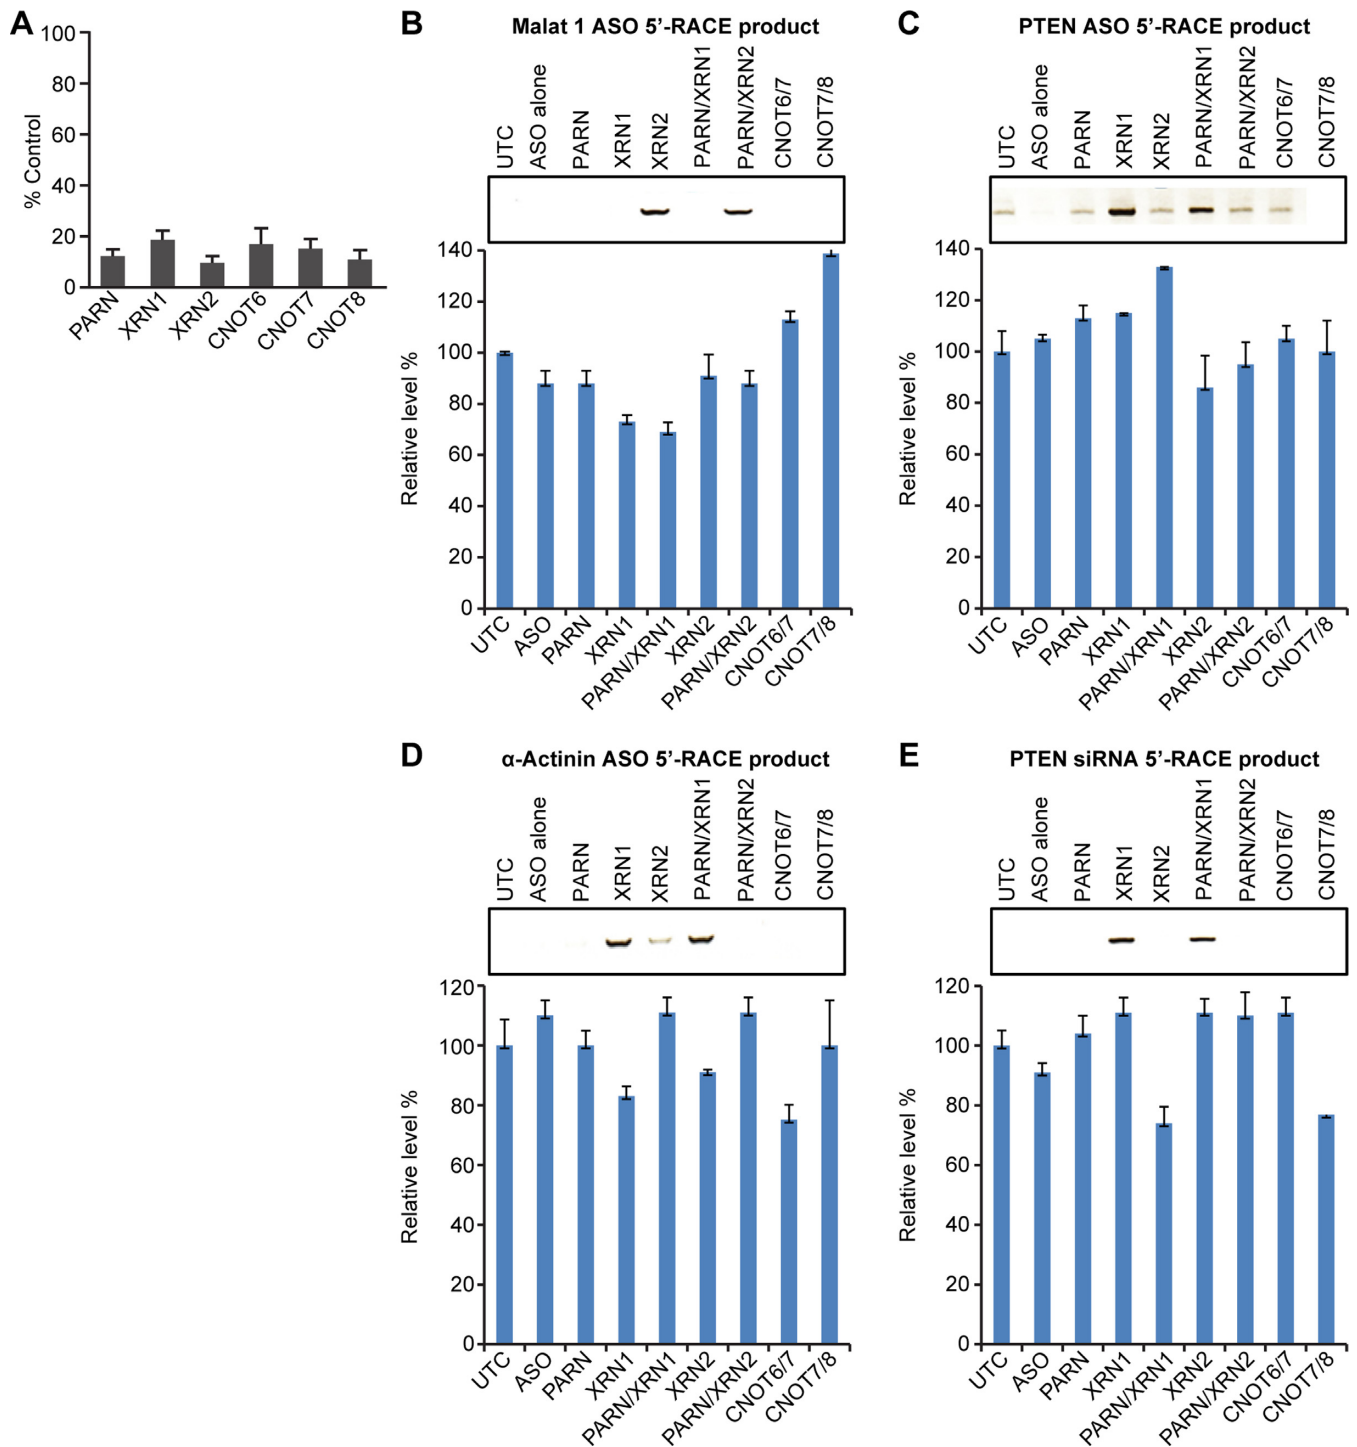 A
% Control
100
80
60
40
20
0
PARN
XRN1
XRN2
CNOT6
CNOT7
CNOT8
B
Malat 1 ASO 5’-RACE product
UTC
ASO alone
PARN
XRN1
XRN2
PARN/XRN1
PARN/XRN2
CNOT6/7
CNOT7/8
Relative level %
140
120
100
80
60
40
20
0
UTC
ASO
PARN
XRN1
PARN/XRN1
XRN2
PARN/XRN2
CNOT6/7
CNOT7/8
C
PTEN ASO 5’-RACE product
UTC
ASO alone
PARN
XRN1
XRN2
PARN/XRN1
PARN/XRN2
CNOT6/7
CNOT7/8
Relative level %
140
120
100
80
60
40
20
0
UTC
ASO
PARN
XRN1
PARN/XRN1
XRN2
PARN/XRN2
CNOT6/7
CNOT7/8
D
α-Actinin ASO 5’-RACE product
UTC
ASO alone
PARN
XRN1
XRN2
PARN/XRN1
PARN/XRN2
CNOT6/7
CNOT7/8
Relative level %
120
100
80
60
40
20
0
UTC
ASO
PARN
XRN1
PARN/XRN1
XRN2
PARN/XRN2
CNOT6/7
CNOT7/8
E
PTEN siRNA 5’-RACE product
UTC
ASO alone
PARN
XRN1
XRN2
PARN/XRN1
PARN/XRN2
CNOT6/7
CNOT7/8
Relative level %
120
100
80
60
40
20
0
UTC
ASO
PARN
XRN1
PARN/XRN1
XRN2
PARN/XRN2
CNOT6/7
CNOT7/8